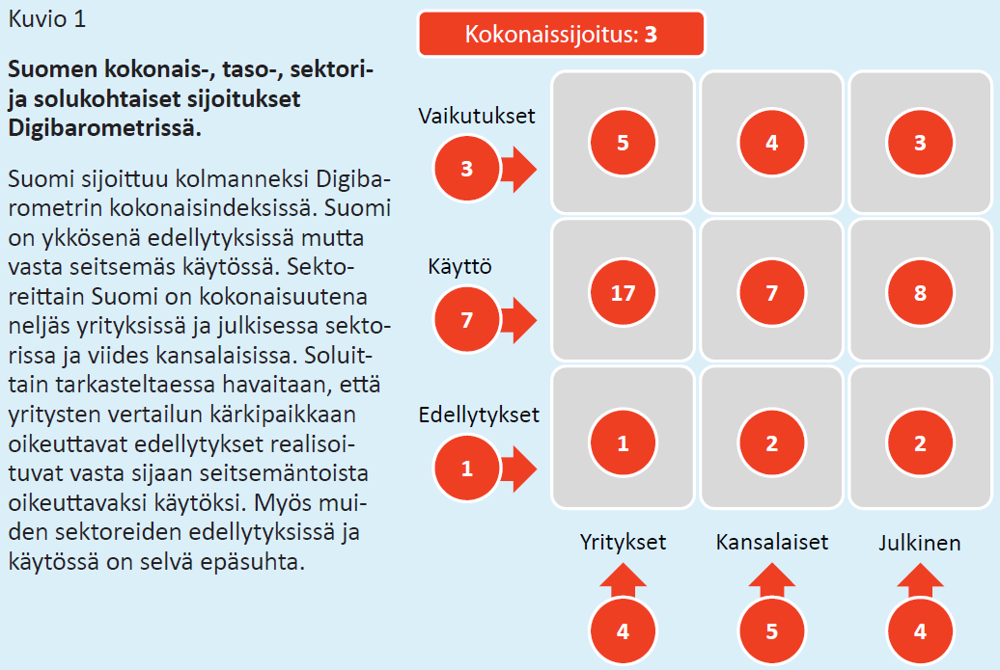 Kuvio 1
Suomen kokonais-, taso-, sektori-
ja solukohtaiset sijoitukset
Digibarometrissä.
Suomi sijoittuu kolmanneksi Digiba-
rometrin kokonaisindeksissä. Suomi
on ykkösenä edellytyksissä mutta
vasta seitsemäs käytössä. Sekto-
reittain Suomi on kokonaisuutena
neljäs yrityksissä ja julkisessa sekto-
rissa ja viides kansalaisissa. Soluit-
tain tarkasteltaessa havaitaan, että
yritysten vertailun kärkipaikkaan
oikeuttavat edellytykset realisoi-
tuvat vasta sijaan seitsemäntoista
oikeuttavaksi käytöksi. Myös mui-
den sektoreiden edellytyksissä ja
käytössä on selvä epäsuhta.
Kokonaissijoitus: 3
Vaikutukset
3 5 4 3
Käyttö
7 17 7 8
Edellytykset
1 1 2 2
Yritykset Kansalaiset Julkinen
4 5 4